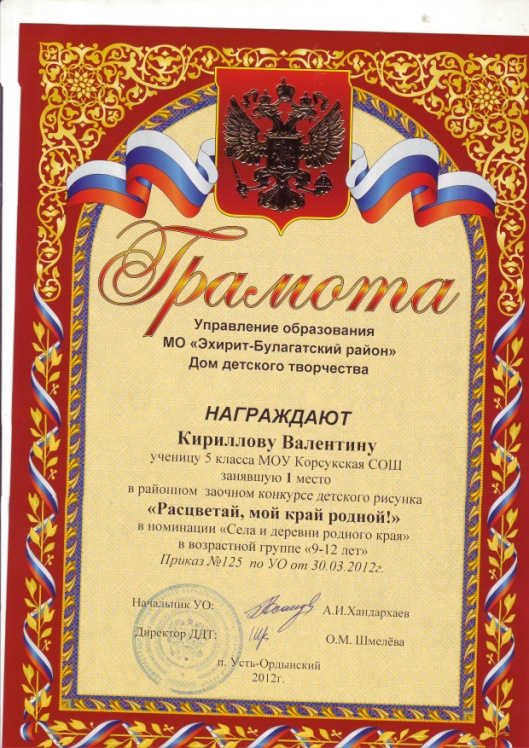 Грамота
Управление образования
МО «Эхирит-Булагатский район»
Дом детского творчества
НАГРАЖДАЮТ
Кириллову Валентину
ученицу 5 класса МОУ Корсукская СОШ
занявшую 1 место
в районном заочном конкурсе детского рисунка
«Расцветай, мой край родной!»
в номинации «Села и деревни родного края»
в возрастной группе «9-12 лет»
Приказ №125 по УО от 30.03.2012г.
Начальник УО: А.И.Хандархаев
Директор ДДТ: О.М. Шмелёва
п. Усть-Ордынский
2012г.